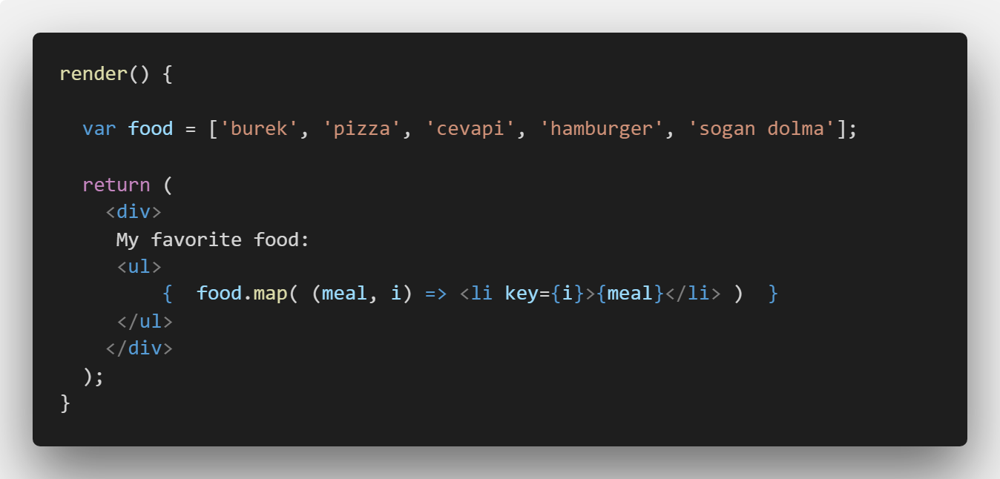 render() {
var food = ['burek', 'pizza', 'cevapi', 'hamburger', 'sogan dolma'];
return (
<div>
My favorite food:
<ul>
{  food.map( (meal, i) => <li key={i}>{meal}</li> )  }
</ul>
</div>
);
}